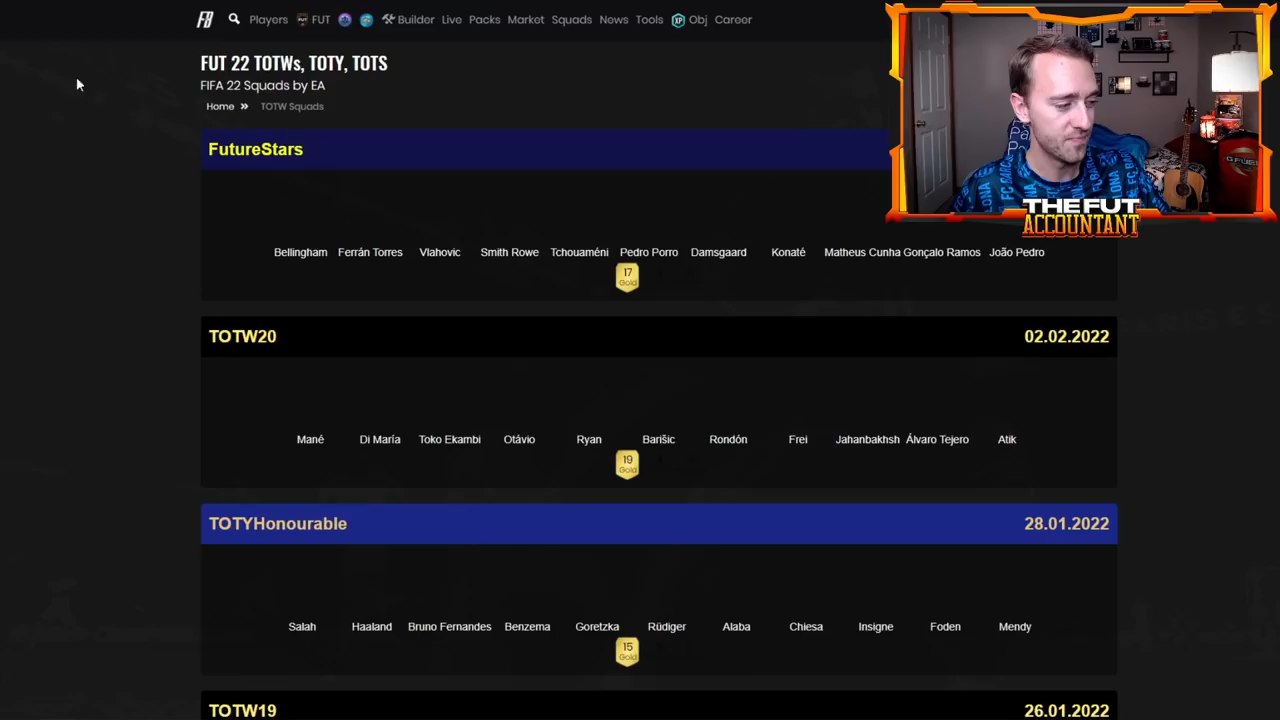 FB Players FUT Builder Live Packs Market Squads News Tools XP Obj Career
FUT 22 TOTWs, TOTY, TOTS
FIFA 22 Squads by EA
Home » TOTW Squads
FutureStars
Bellingham Ferrán Torres Vlahovic Smith Rowe Tchouaméni Pedro Porro Damsgaard Konaté Matheus Cunha Gonçalo Ramos João Pedro
17
Gold
TOTW20 02.02.2022
Mané Di María Toko Ekambi Otávio Ryan Barišic Rondón Frei Jahanbakhsh Álvaro Tejero Atik
19
Gold
TOTYHonourable 28.01.2022
Salah Haaland Bruno Fernandes Benzema Goretzka Rüdiger Alaba Chiesa Insigne Foden Mendy
15
Gold
TOTW19 26.01.2022
THE FUT
ACCOUNTANT